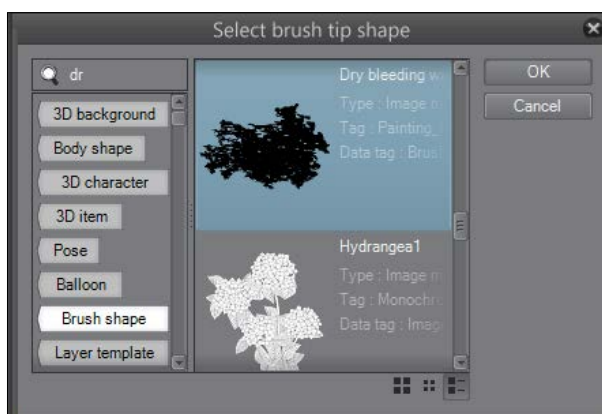 Select brush tip shape
dr
3D background
Body shape
3D character
3D item
Pose
Balloon
Brush shape
Layer template
Dry bleeding
Type : Image
Tag : Painting_
Data tag : Brus
Hydrangea1
Type : Image
Tag : Monochr
Data tag : Imag
OK
Cancel